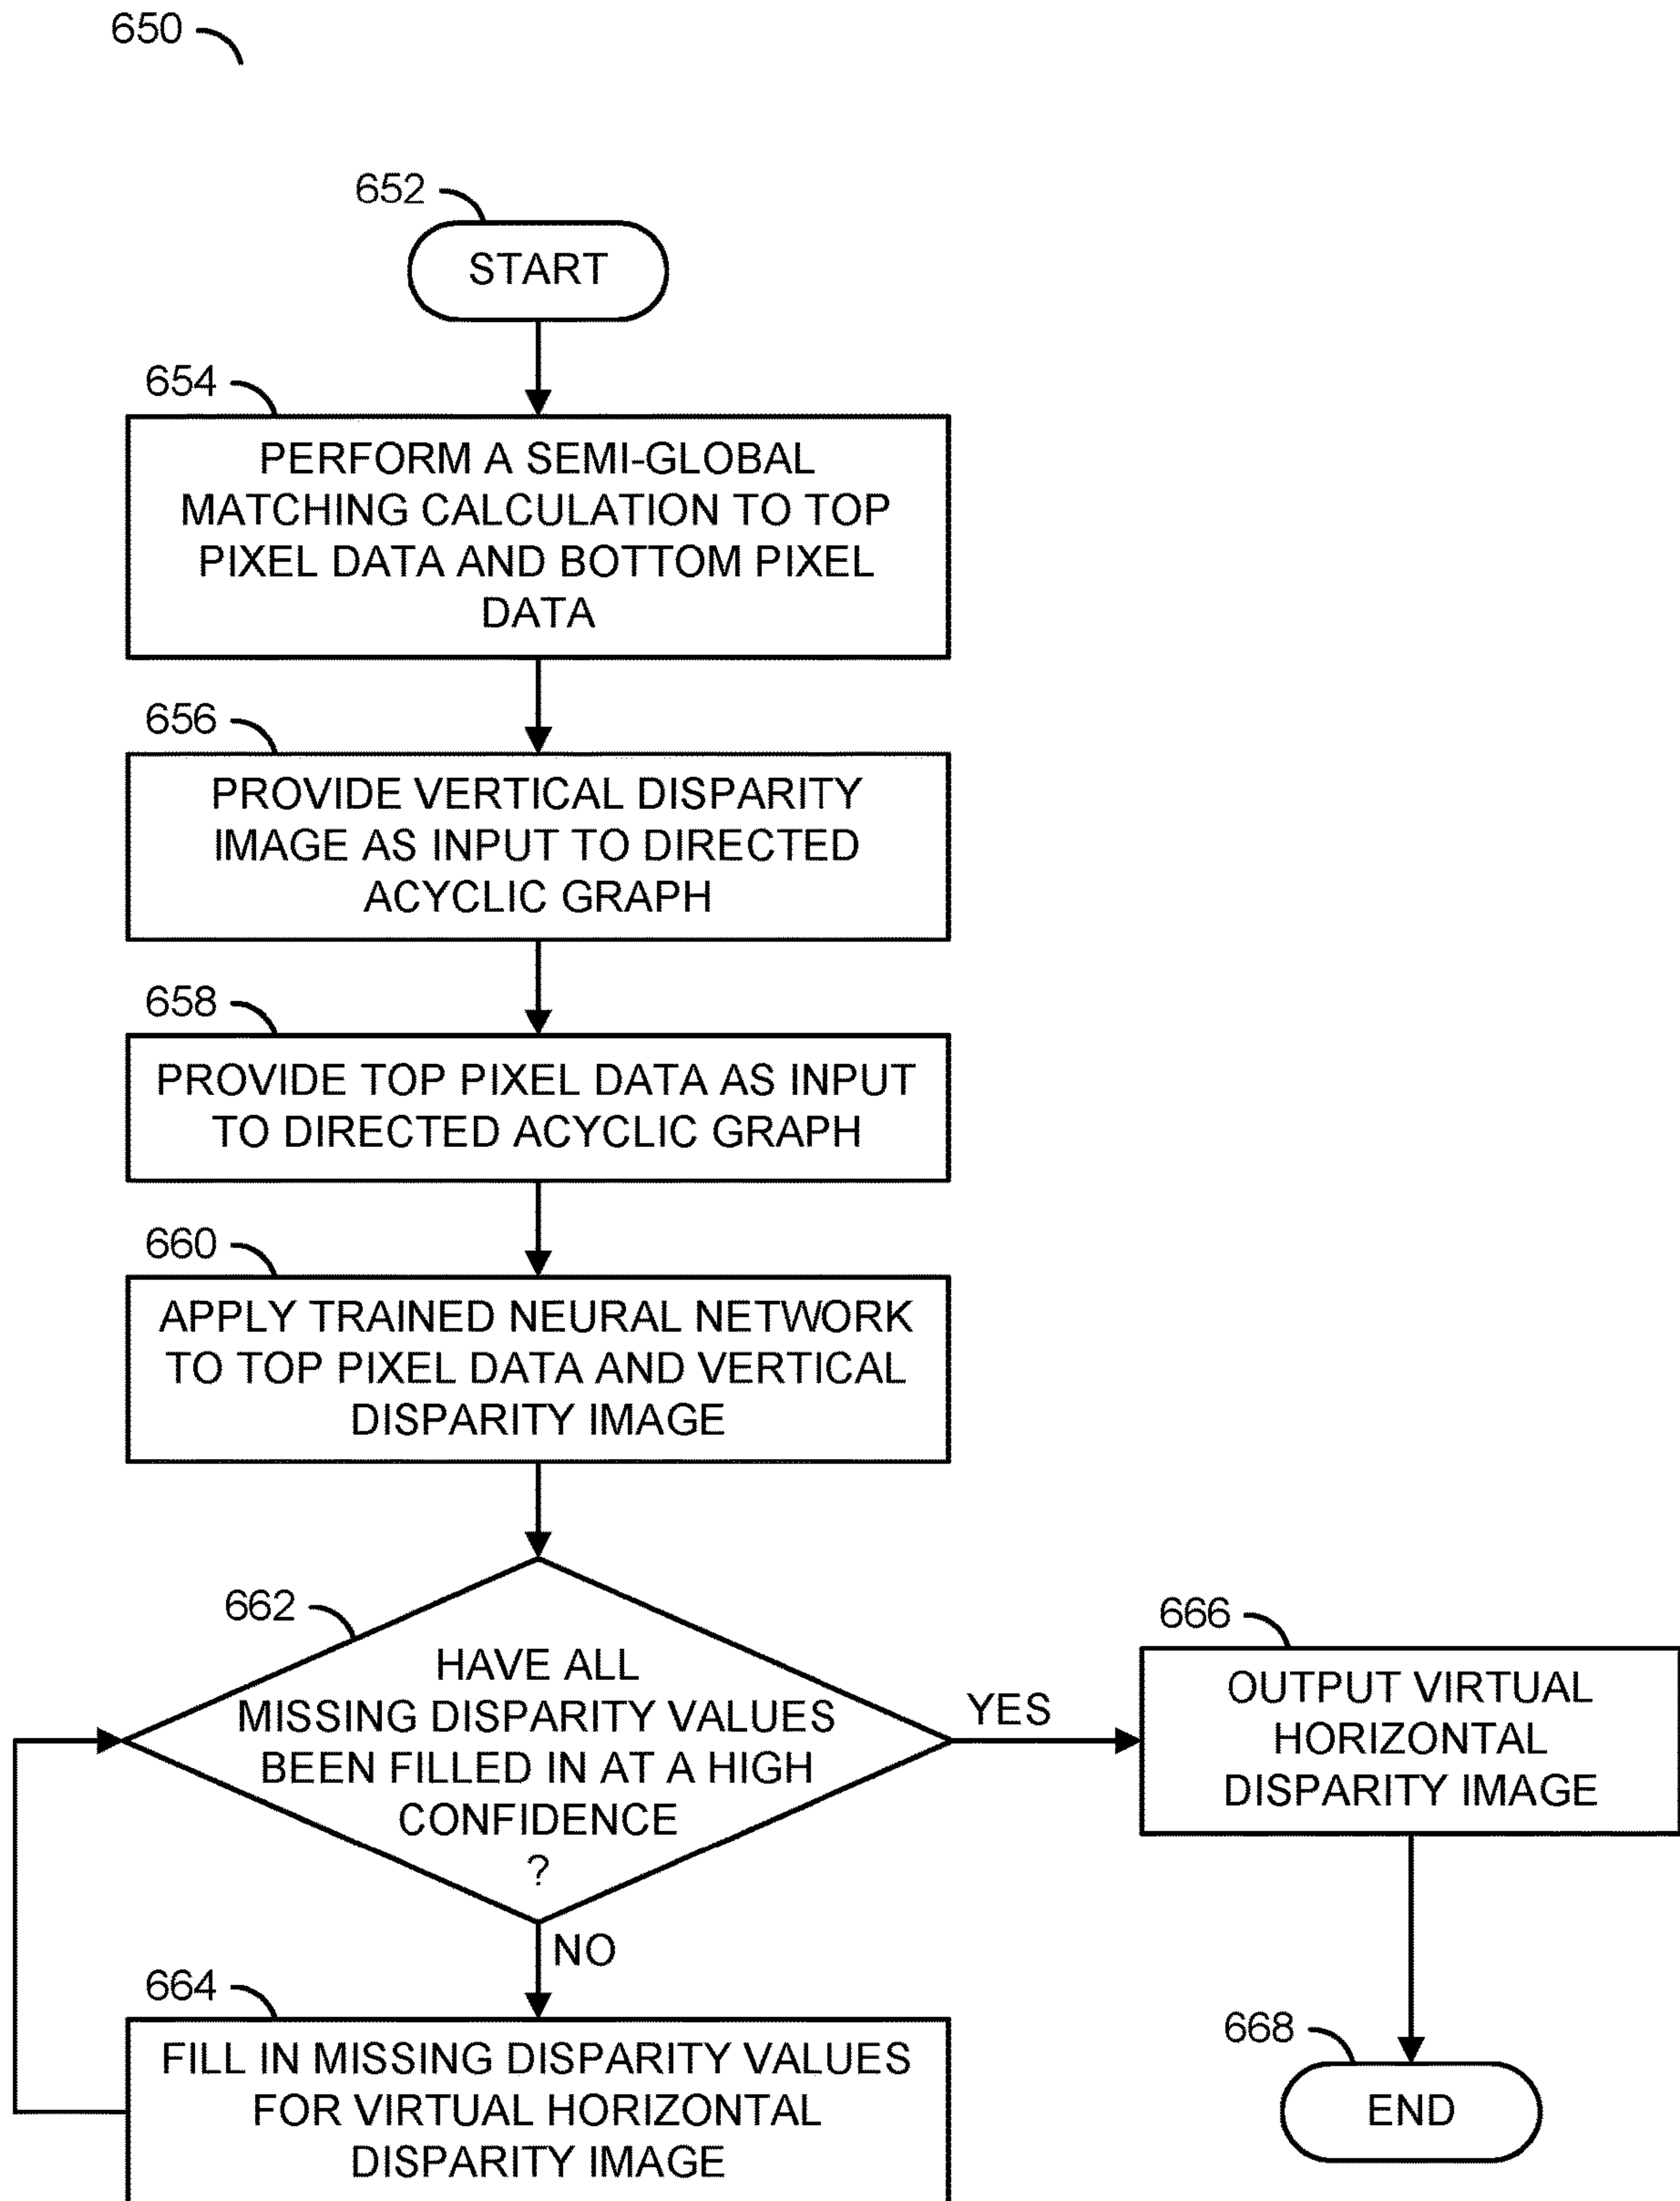 650
652
START
654
PERFORM A SEMI-GLOBAL
MATCHING CALCULATION TO TOP
PIXEL DATA AND BOTTOM PIXEL
DATA
656
PROVIDE VERTICAL DISPARITY
IMAGE AS INPUT TO DIRECTED
ACYCLIC GRAPH
658
PROVIDE TOP PIXEL DATA AS INPUT
TO DIRECTED ACYCLIC GRAPH
660
APPLY TRAINED NEURAL NETWORK
TO TOP PIXEL DATA AND VERTICAL
DISPARITY IMAGE
662
HAVE ALL
MISSING DISPARITY VALUES
BEEN FILLED IN AT A HIGH
CONFIDENCE
?
YES
NO
664
FILL IN MISSING DISPARITY VALUES
FOR VIRTUAL HORIZONTAL
DISPARITY IMAGE
666
OUTPUT VIRTUAL
HORIZONTAL
DISPARITY IMAGE
668
END